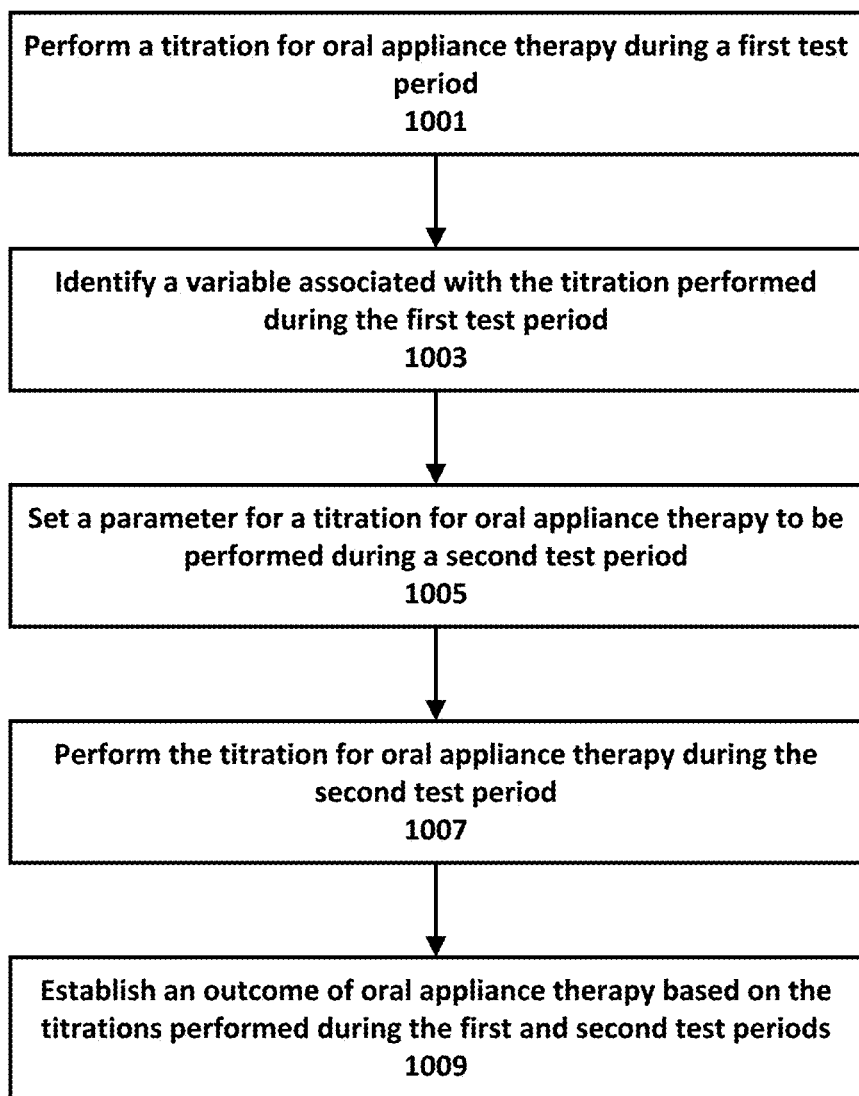 Perform a titration for oral appliance therapy during a first test
period
1001
Identify a variable associated with the titration performed
during the first test period
1003
Set a parameter for a titration for oral appliance therapy to be
performed during a second test period
1005
Perform the titration for oral appliance therapy during the
second test period
1007
Establish an outcome of oral appliance therapy based on the
titrations performed during the first and second test periods
1009